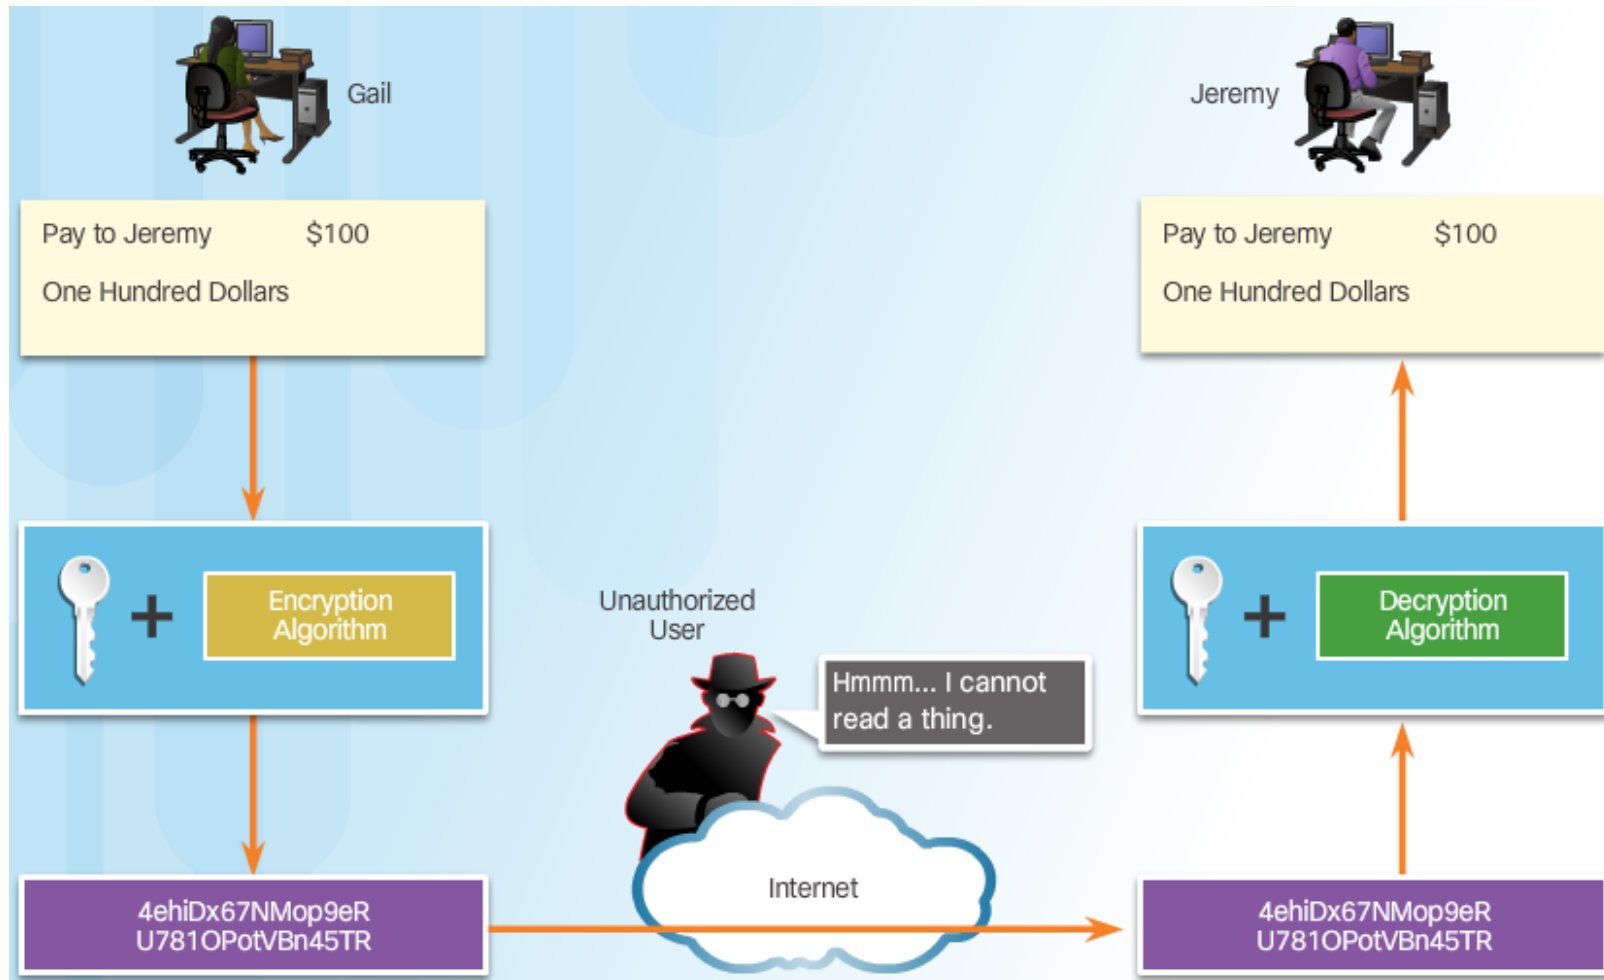 Gail
Pay to Jeremy $100
One Hundred Dollars
Encryption
Algorithm
4ehiDx67NMop9eR
U781OPotVBn45TR
Unauthorized
User
Hmmm... I cannot
read a thing.
Internet
Jeremy
Pay to Jeremy $100
One Hundred Dollars
Decryption
Algorithm
4ehiDx67NMop9eR
U781OPotVBn45TR